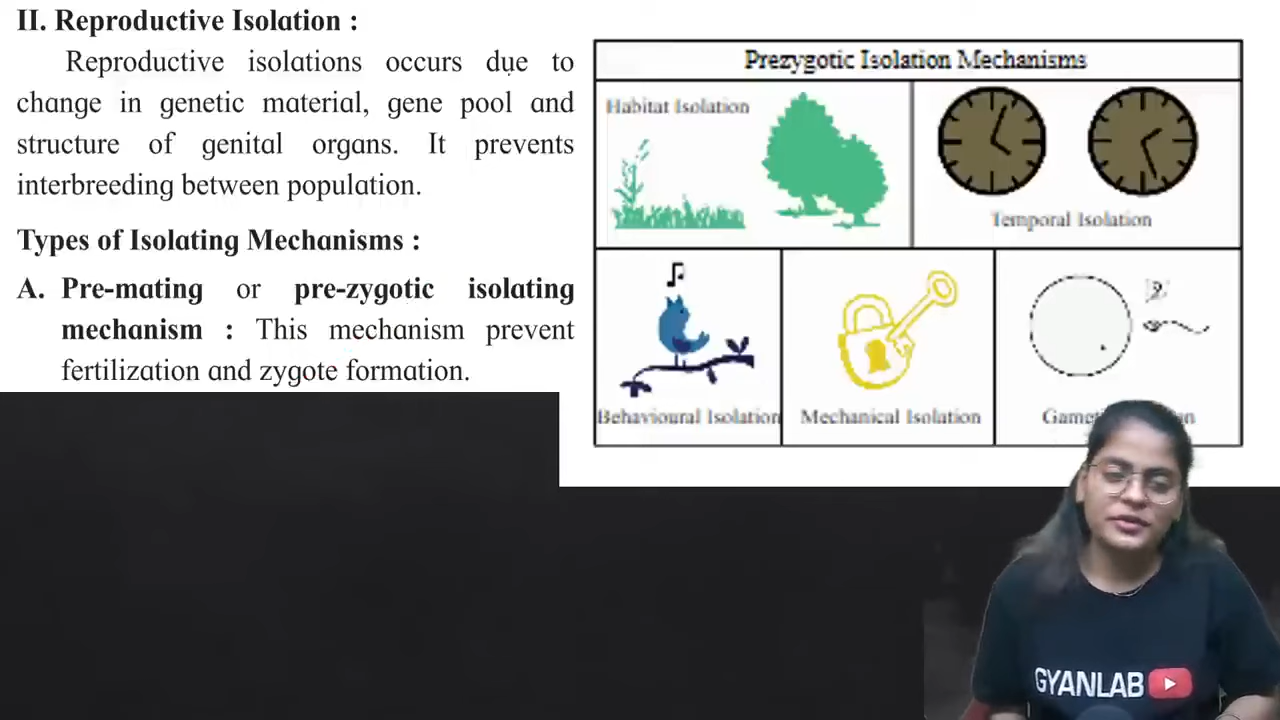 II. Reproductive Isolation :
Reproductive isolations occurs due to
change in genetic material, gene pool and
structure of genital organs. It prevents
interbreeding between population.
Types of Isolating Mechanisms :
A. Pre-mating or pre-zygotic isolating
mechanism : This mechanism prevent
fertilization and zygote formation.
Prezygotic Isolation Mechanisms
Habitat Isolation
Temporal Isolation
Behavioural Isolation
Mechanical Isolation
GYANLAB